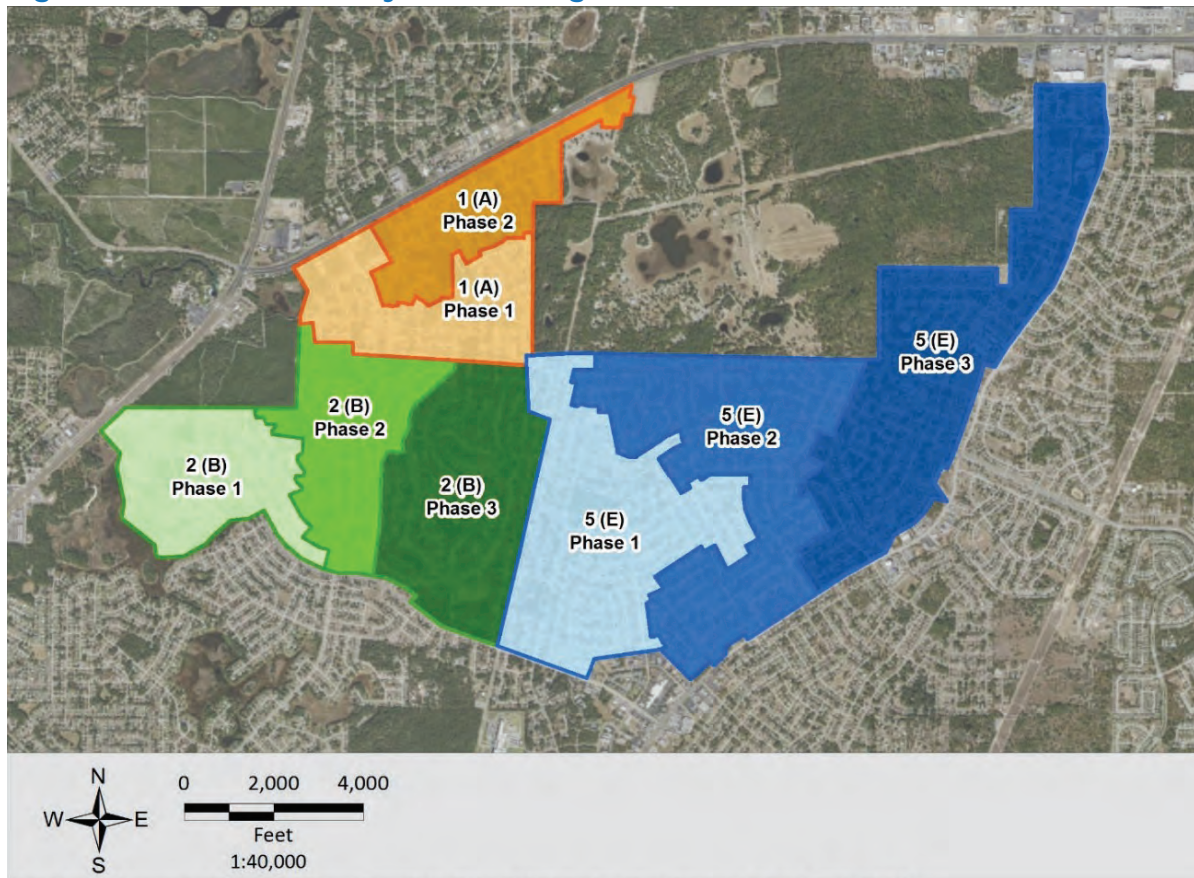 1 (A)
Phase 2
1 (A)
Phase 1
5 (E)
Phase 3
2 (B)
Phase 2
5 (E)
Phase 2
2 (B)
Phase 1
2 (B)
Phase 3
5 (E)
Phase 1
N
W E
S
0 2,000 4,000
Feet
1:40,000